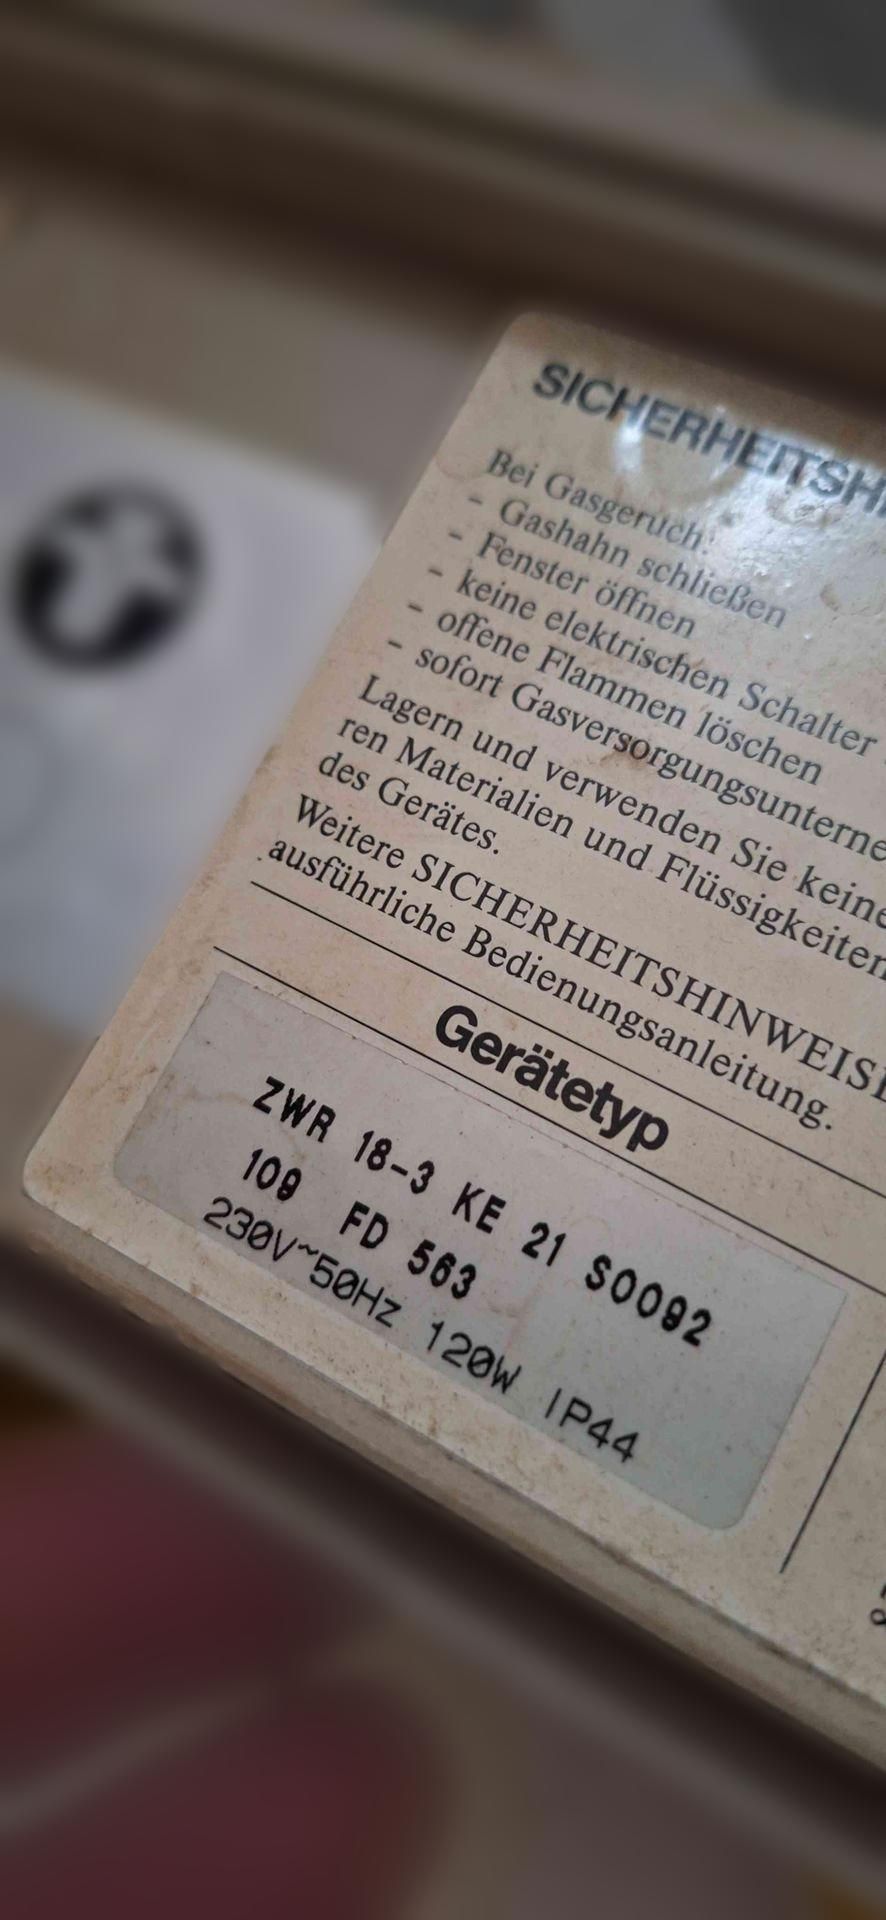 SICHERHEITSHI
Bei Gasgeruch:
- Gashahn schließen
- Fenster öffnen
- keine elektrischen Schalter
- offene Flammen löschen
- sofort Gasversorgungsunterne
Lagern und verwenden Sie keine
ren Materialien und Flüssigkeiten
des Gerätes.
Weitere SICHERHEITSHINWEISE
ausführliche Bedienungsanleitung.
Gerätetyp
ZWR 18-3 KE 21 S0092
109 FD 563
230V~50Hz 120W IP44